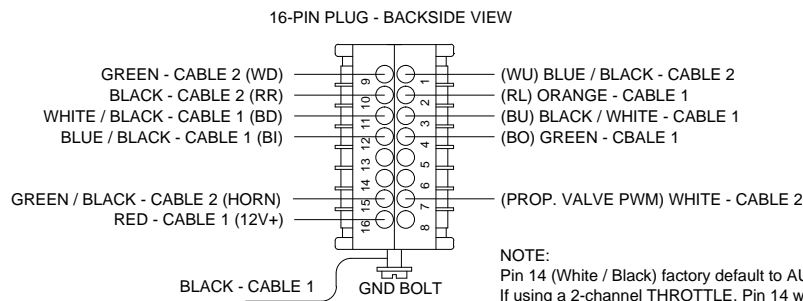 16-PIN PLUG - BACKSIDE VIEW
GREEN - CABLE 2 (WD)
BLACK - CABLE 2 (RR)
WHITE / BLACK - CABLE 1 (BD)
BLUE / BLACK - CABLE 1 (BI)
GREEN / BLACK - CABLE 2 (HORN)
RED - CABLE 1 (12V+)
9
10
11
12
13
14
15
16
1
2
3
4
5
6
7
8
(WU) BLUE / BLACK - CABLE 2
(RL) ORANGE - CABLE 1
(BU) BLACK / WHITE - CABLE 1
(BO) GREEN - CBALE 1
(PROP. VALVE PWM) WHITE - CABLE 2
BLACK - CABLE 1
GND BOLT
NOTE:
Pin 14 (White / Black) factory default to
If using a 2-channel THROTTLE, Pin 14